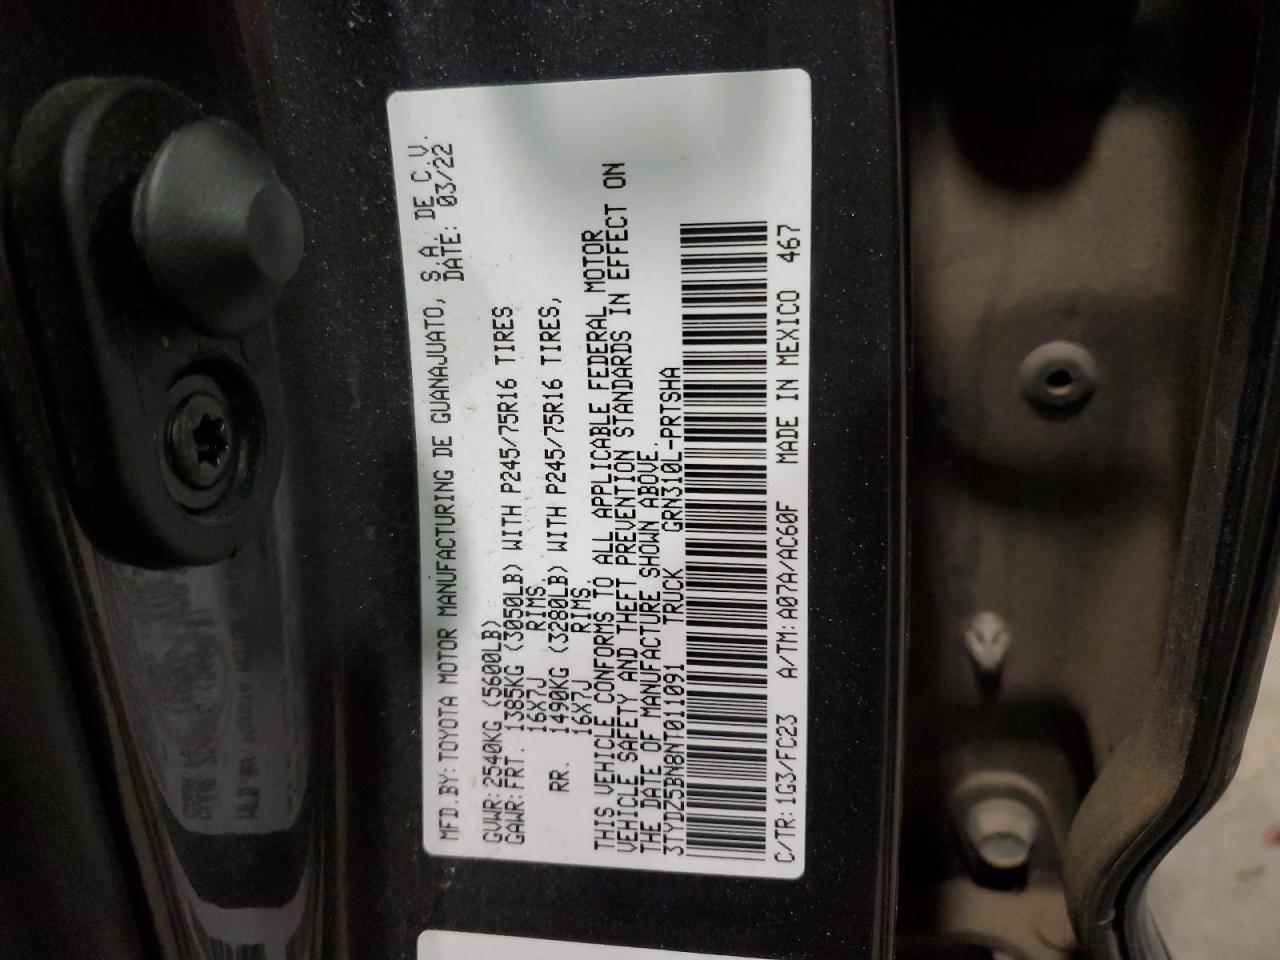 MFD.BY:TOYOTA MOTOR MANUFACTURING DE GUANAJUATO, S.A. DE C.V.
DATE: 03/22
GVWR:2540KG (5600LB)
GAWR:FRT. 1385KG (3050LB) WITH P245/75R16 TIRES
16X7J RIMS.
RR. 1490KG (3280LB) WITH P245/75R16 TIRES,
16X7J RIMS.
THIS VEHICLE CONFORMS TO ALL APPLICABLE FEDERAL MOTOR
VEHICLE SAFETY AND THEFT PREVENTION STANDARDS IN EFFECT ON
THE DATE OF MANUFACTURE SHOWN ABOVE.
3TYDZ5BN8NT011091 TRUCK GRN310L-PRTSHA
C/TR:1G3/FC23 A/TM:A07A/AC60F MADE IN MEXICO 467